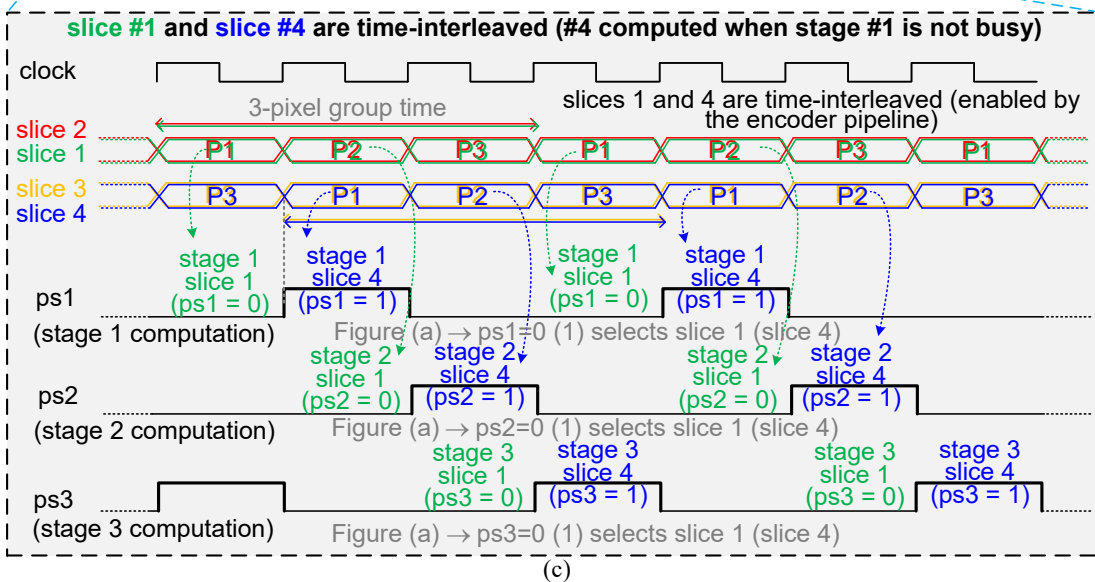 slice #1 and slice #4 are time-interleaved (#4 computed when stage #1 is not busy)
clock
3-pixel group time
slices 1 and 4 are time-interleaved (enabled by
the encoder pipeline)
slice 2
slice 1
P1 P2 P3 P1 P2 P3 P1
slice 3
slice 4
P3 P1 P2 P3 P1 P2 P3
stage 1
slice 1
(ps1 = 0)
stage 1
slice 4
(ps1 = 1)
stage 1
slice 1
(ps1 = 0)
stage 1
slice 4
(ps1 = 1)
ps1
(stage 1 computation)
Figure (a) → ps1=0 (1) selects slice 1 (slice 4)
stage 2
slice 1
(ps2 = 0)
stage 2
slice 4
(ps2 = 1)
stage 2
slice 1
(ps2 = 0)
stage 2
slice 4
(ps2 = 1)
ps2
(stage 2 computation)
Figure (a) → ps2=0 (1) selects slice 1 (slice 4)
stage 3
slice 1
(ps3 = 0)
stage 3
slice 4
(ps3 = 1)
stage 3
slice 1
(ps3 = 0)
stage 3
slice 4
(ps3 = 1)
ps3
(stage 3 computation)
Figure (a) → ps3=0 (1) selects slice 1 (slice 4)
(c)